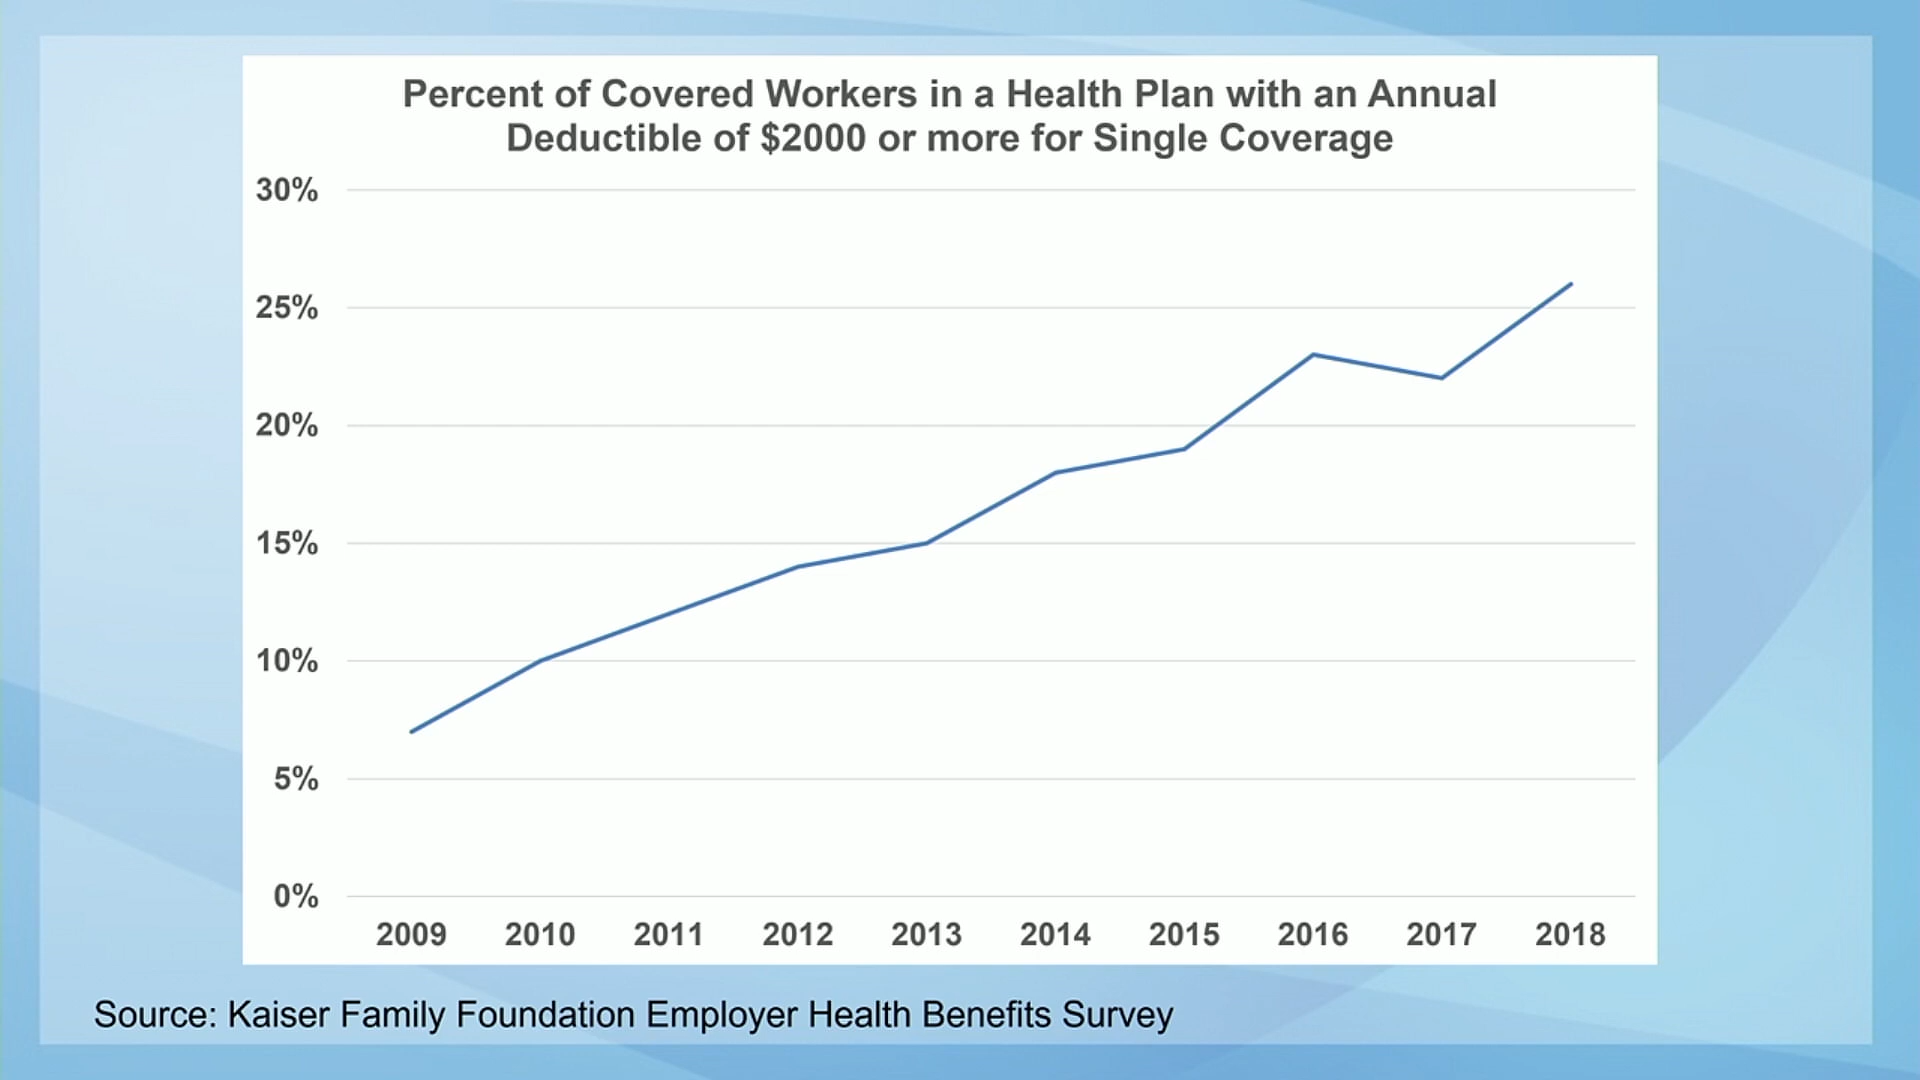 Percent of Covered Workers in a Health Plan with an Annual
Deductible of $2000 or more for Single Coverage
30%
25%
20%
15%
10%
5%
0%
2009 2010 2011 2012 2013 2014 2015 2016 2017 2018
Source: Kaiser Family Foundation Employer Health Benefits Survey